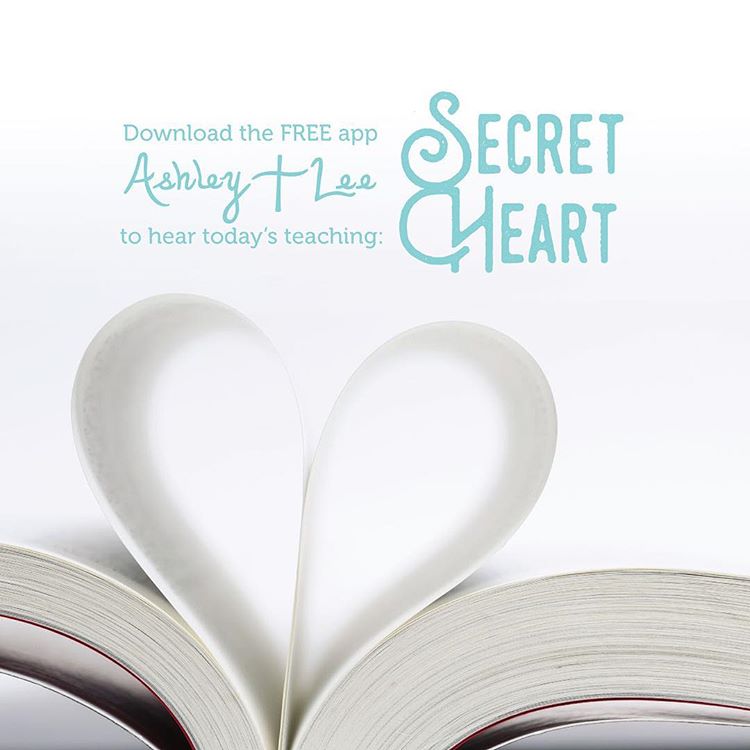 Download the FREE app
Ashley + Lee
to hear today's teaching:
SECRET
HEART